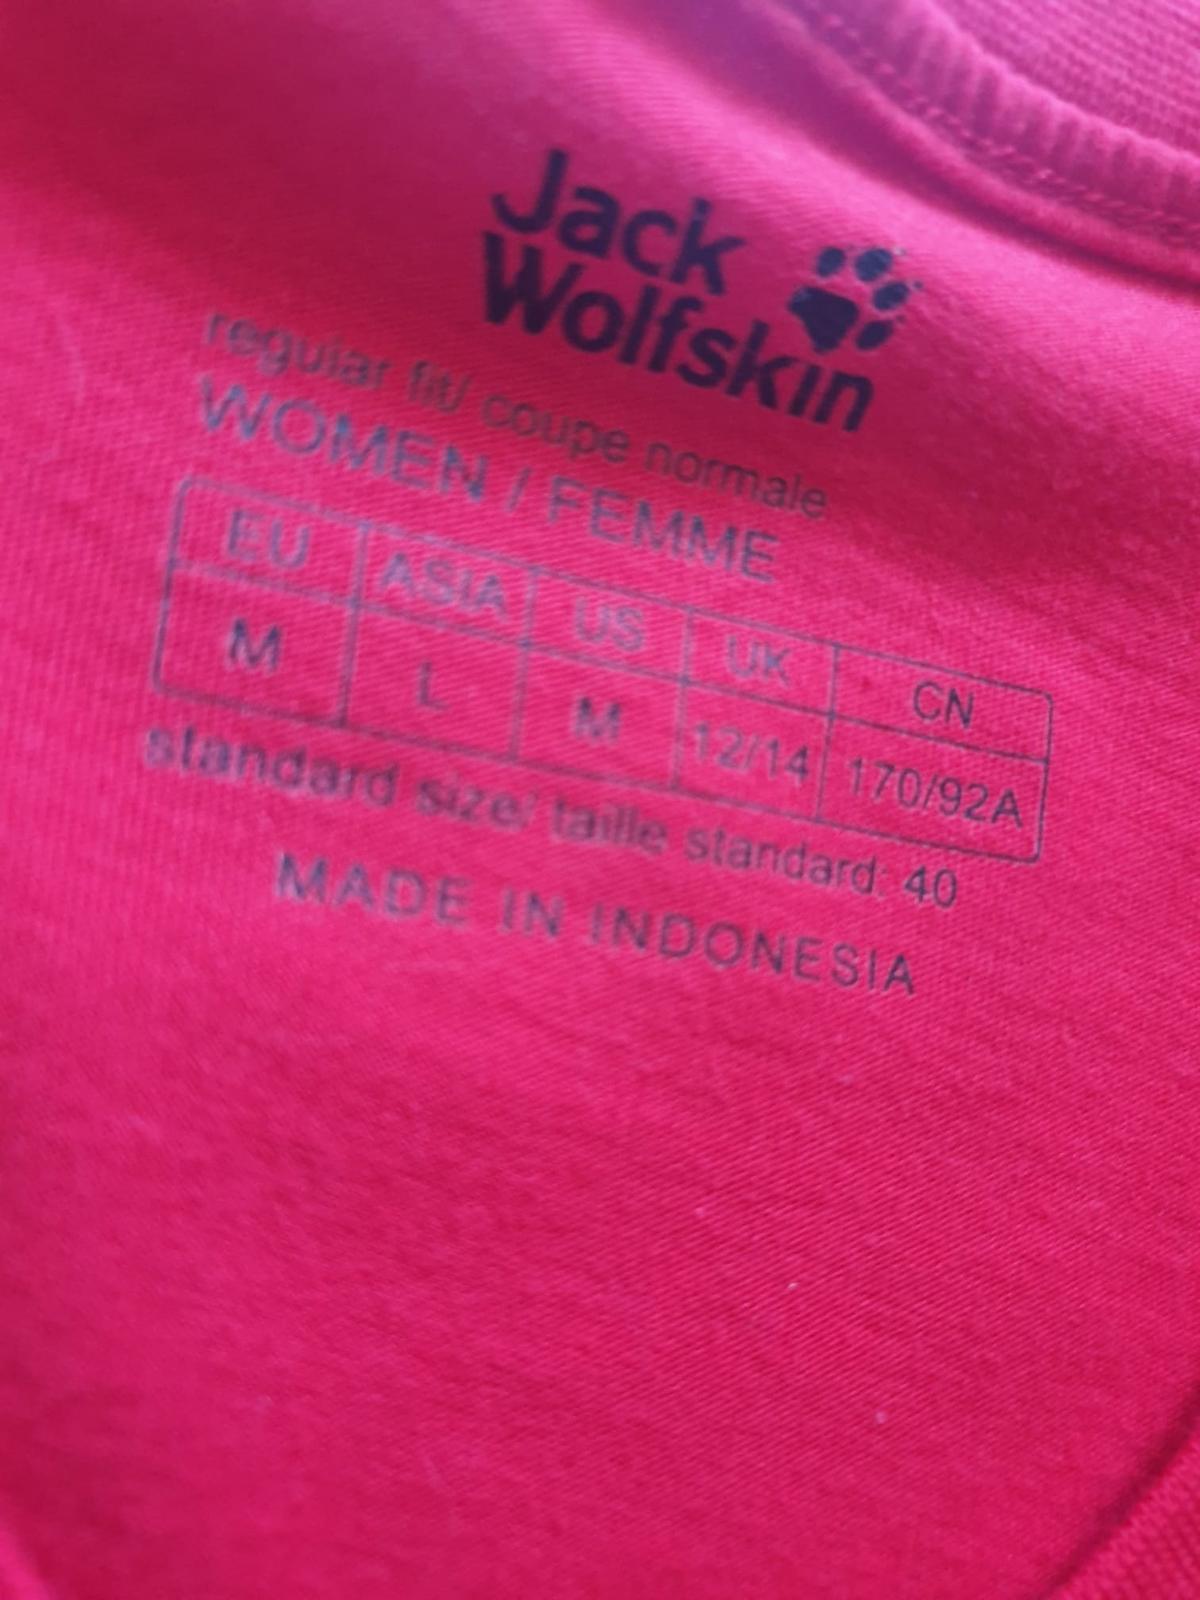 Jack
Wolfskin
regular fit/ coupe normale
WOMEN / FEMME
EU ASIA US UK CN
M L M 12/14 170/92A
standard size/ taille standard: 40
MADE IN INDONESIA